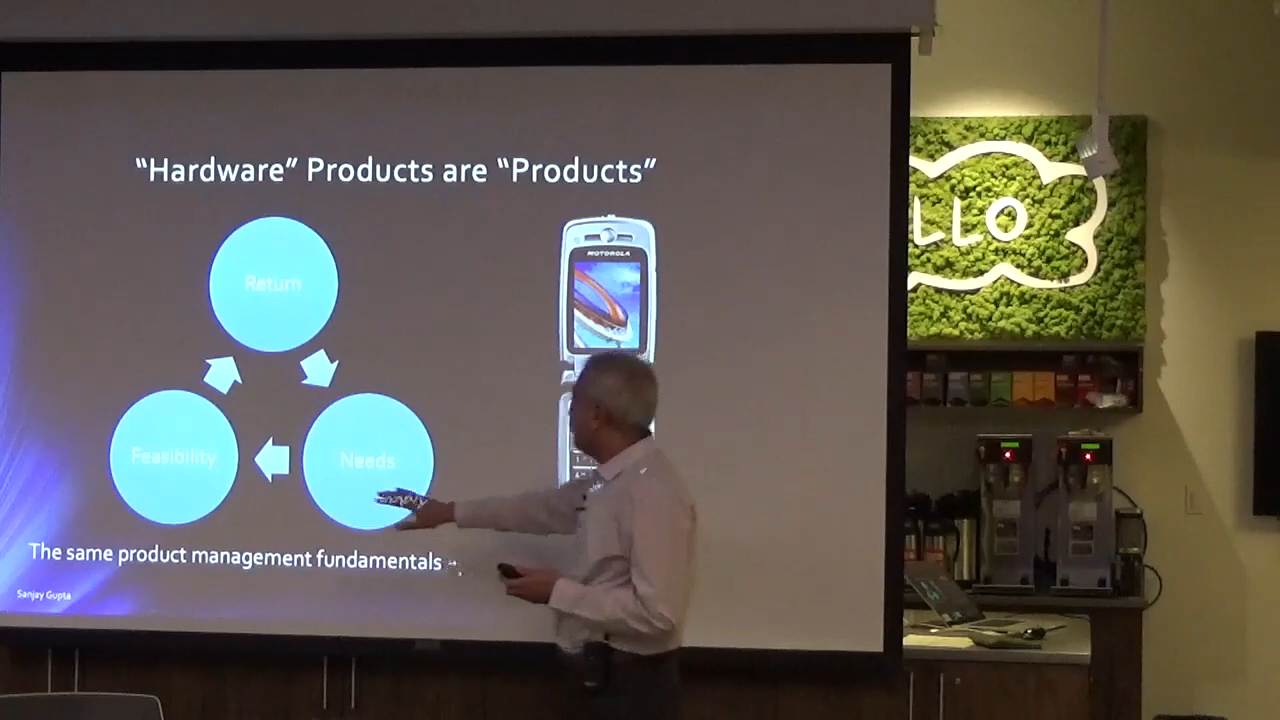 “Hardware” Products are “Products”
Return
MOTOROLA
Feasibility
Needs
The same product management fundamentals
Sanjay Gupta
LLO